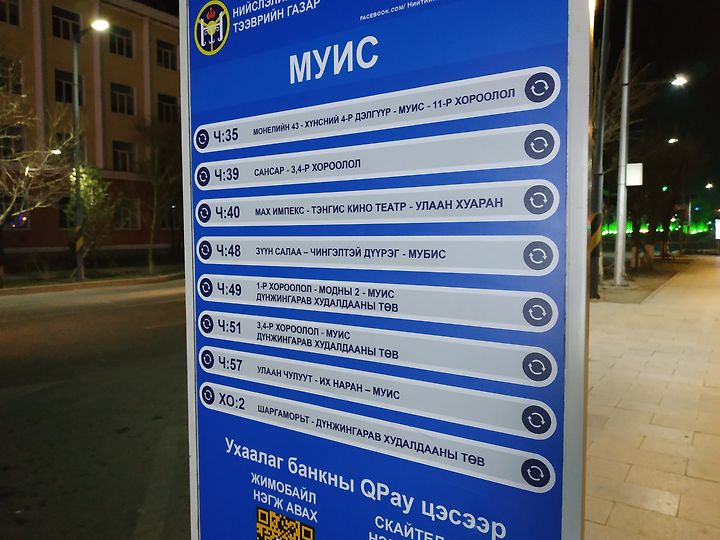 НИЙСЛЭЛИЙН
ТЭЭВРИЙН ГАЗАР
МУИС
Ч:35 МОНЕЛИЙН 43 - ХҮНСНИЙ 4-Р ДЭЛГҮҮР - МУИС - 11-Р ХОРООЛОЛ
Ч:39 САНСАР - 3,4-Р ХОРООЛОЛ
Ч:40 МАХ ИМПЕКС - ТЭНГИС КИНО ТЕАТР - УЛААН ХУАРАН
Ч:48 ЗҮҮН САЛАА – ЧИНГЭЛТЭЙ ДҮҮРЭГ - МУБИС
Ч:49 1-Р ХОРООЛОЛ - МОДНЫ 2 - МУИС
ДҮНЖИНГАРАВ ХУДАЛДААНЫ ТӨВ
Ч:51 3,4-Р ХОРООЛОЛ - МУИС
ДҮНЖИНГАРАВ ХУДАЛДААНЫ ТӨВ
Ч:57 УЛААН ЧУЛУУТ - ИХ НАРАН – МУИС
ХО:2 ШАРГАМОРЬТ - ДҮНЖИНГАРАВ ХУДАЛДААНЫ ТӨВ
Ухаалаг банкны QPay цэсээр
ЖИМОБАЙЛ
НЭГЖ АВАХ